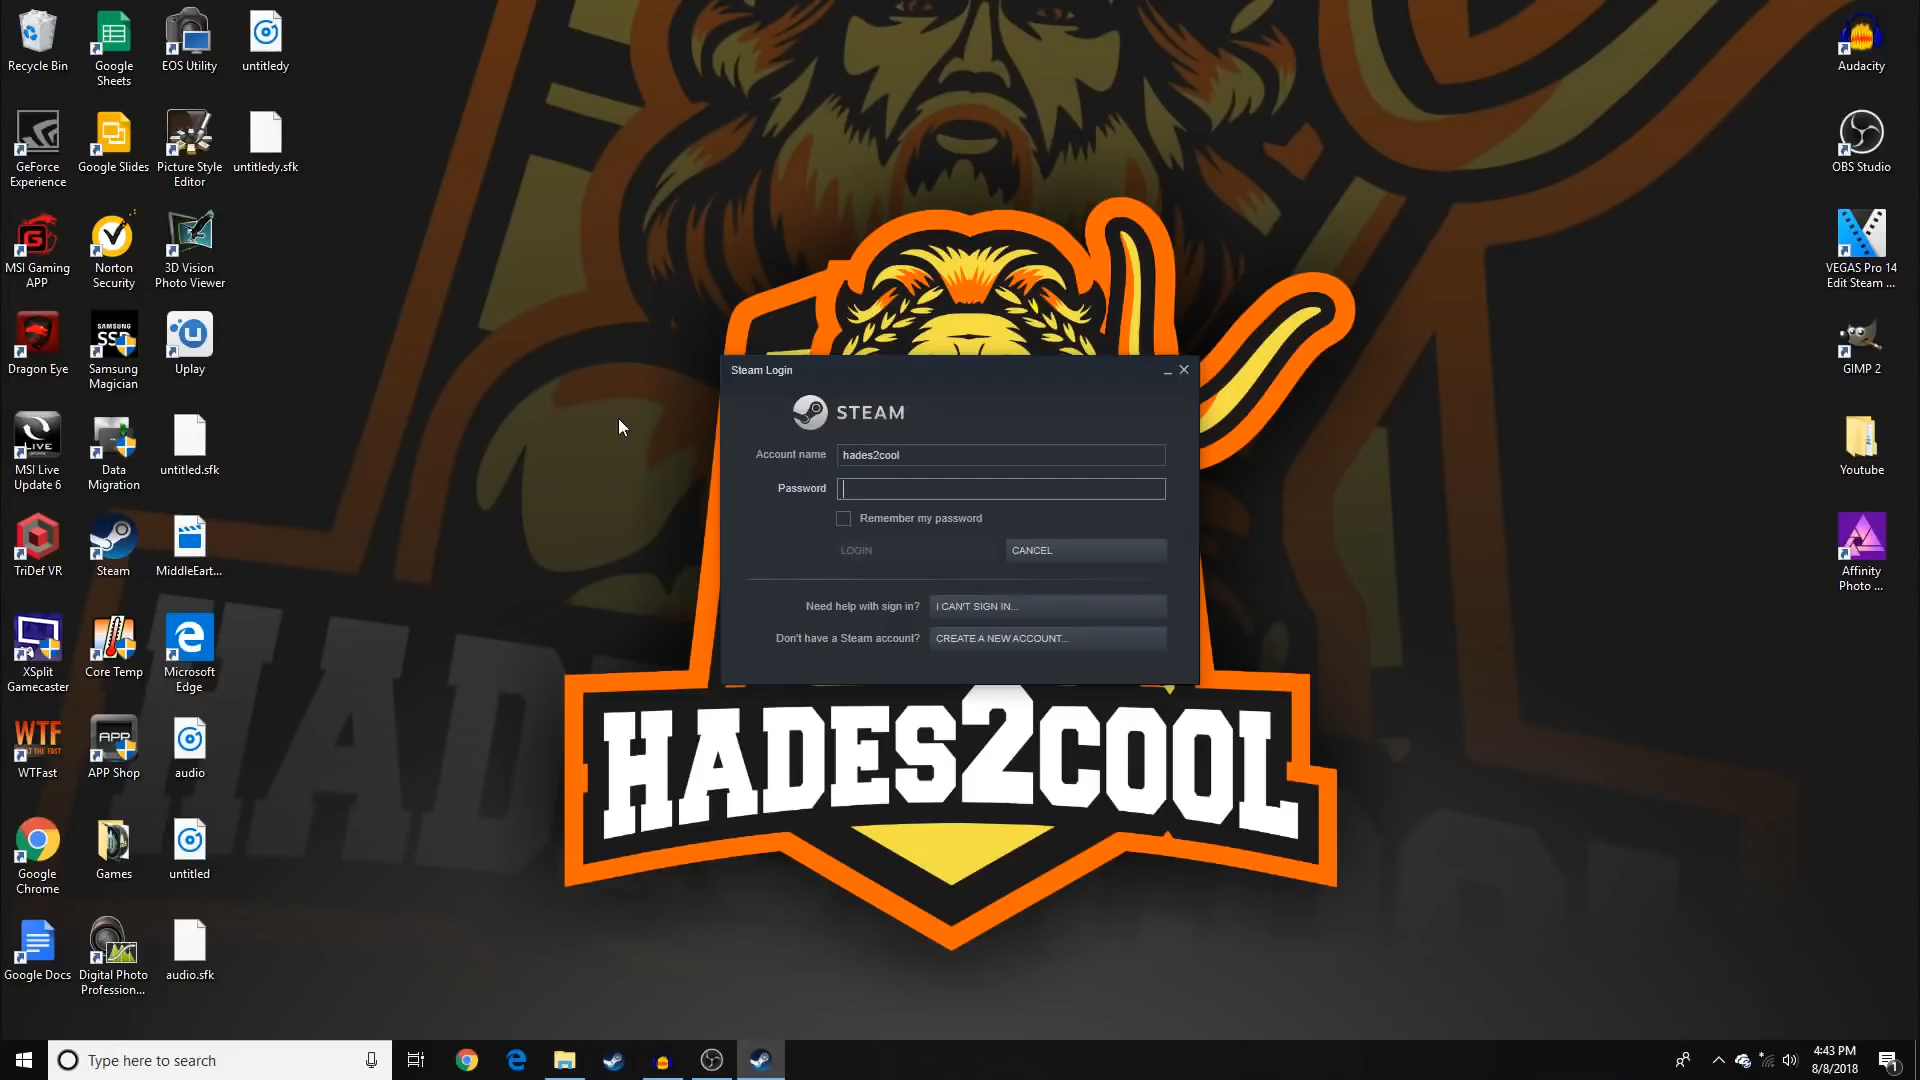 Recycle Bin
Google
Sheets
EOS Utility
untitledy
GeForce
Experience
Google Slides
Picture Style
Editor
untitledy.sfk
MSI Gaming
APP
Norton
Security
3D Vision
Photo Viewer
Dragon Eye
SAMSUNG
SSD
Samsung
Magician
Uplay
LIVE
MSI Live
Update 6
Data
Migration
untitled.sfk
TriDef VR
Steam
MiddleEart...
XSplit
Gamecaster
Core Temp
Microsoft
Edge
WTF
WTFast
APP
APP Shop
audio
Google
Chrome
Games
untitled
Google Docs
Digital Photo
Profession...
audio.sfk
Steam Login
STEAM
Account name
hades2cool
Password
Remember my password
LOGIN
CANCEL
Need help with sign in?
I CAN'T SIGN IN...
Don't have a Steam account?
CREATE A NEW ACCOUNT...
HADES2COOL
Audacity
OBS Studio
VEGAS Pro 14
Edit Steam ...
GIMP 2
Youtube
Affinity
Photo ...
Type here to search
4:43 PM
8/8/2018
1